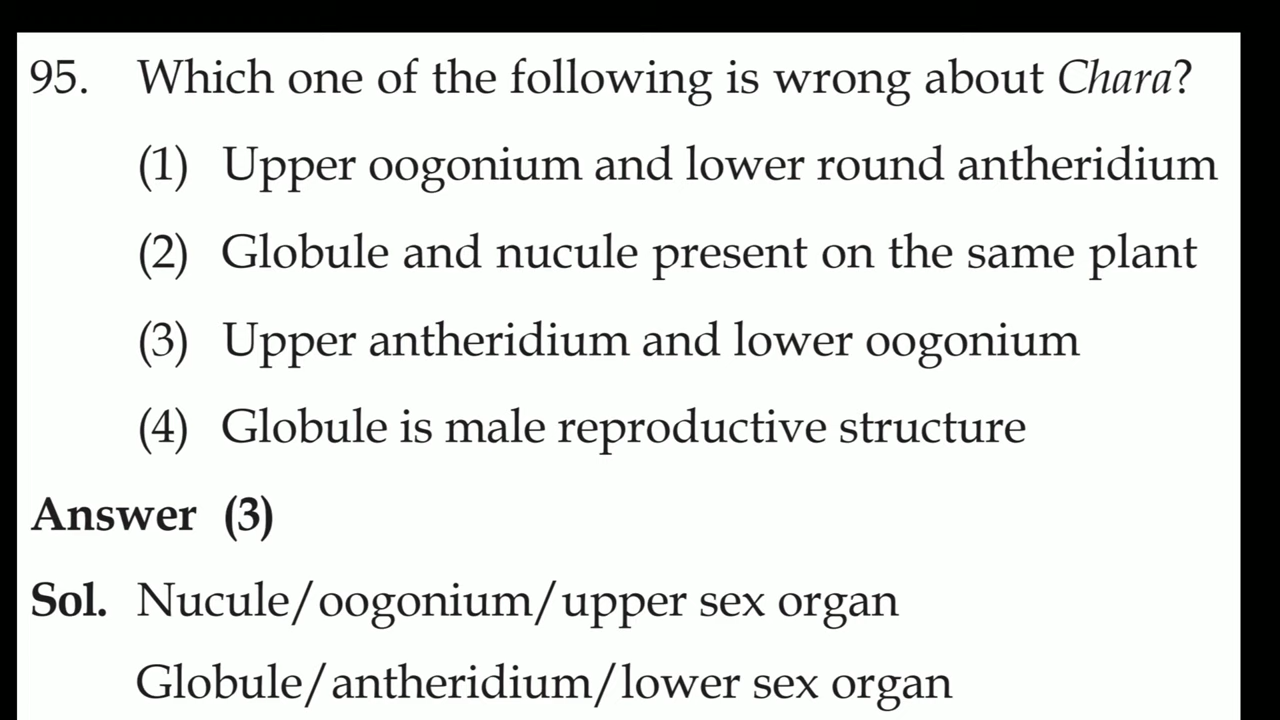 95. Which one of the following is wrong about Chara?
(1) Upper oogonium and lower round antheridium
(2) Globule and nucule present on the same plant
(3) Upper antheridium and lower oogonium
(4) Globule is male reproductive structure
Answer (3)
Sol. Nucule/oogonium/upper sex organ
Globule/antheridium/lower sex organ